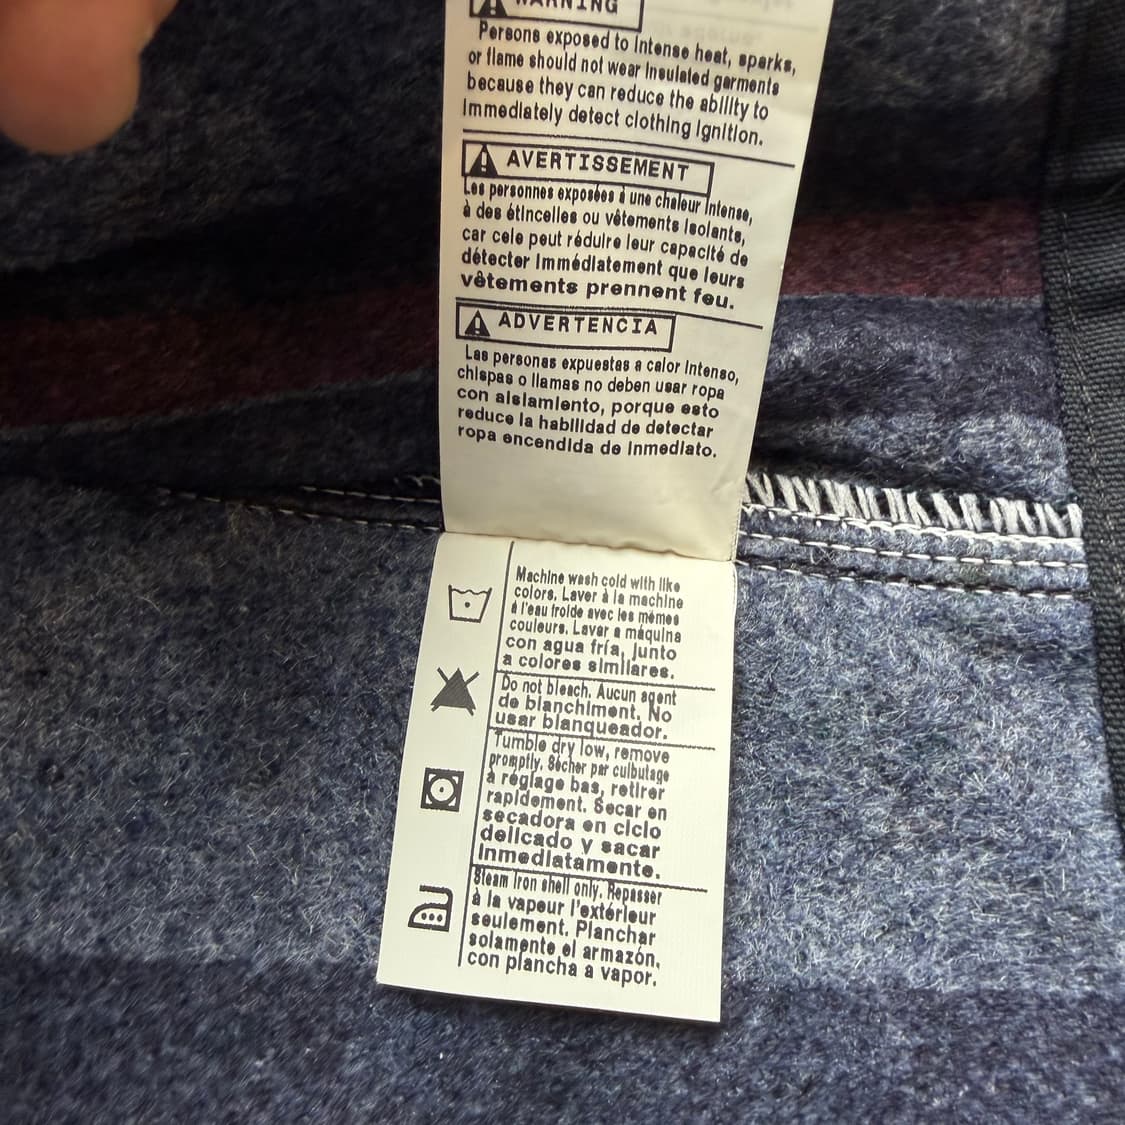 WARNING
Persons exposed to intense heat, sparks,
or flame should not wear insulated garments
because they can reduce the ability to
immediately detect clothing ignition.
AVERTISSEMENT
Les personnes exposées à une chaleur intense,
à des étincelles ou vêtements isolants,
car cele peut réduire leur capacité de
détecter immédiatement que leurs
vêtements prennent feu.
ADVERTENCIA
Las personas expuestas a calor intenso,
chispas o llamas no deben usar ropa
con aislamiento, porque esto
reduce la habilidad de detectar
ropa encendida de inmediato.
Machine wash cold with like
colors. Laver à la machine
à l'eau froide avec les mêmes
couleurs. Lavar a máquina
con agua fría, junto
a colores similares.
Do not bleach. Aucun agent
de blanchiment. No
usar blanqueador.
Tumble dry low, remove
promptly. Sécher par culbutage
à réglage bas, retirer
rapidement. Secar en
secadora en ciclo
delicado y sacar
inmediatamente.
Steam iron shell only. Repasser
à la vapeur l'extérieur
seulement. Planchar
solamente el armazón,
con plancha a vapor.